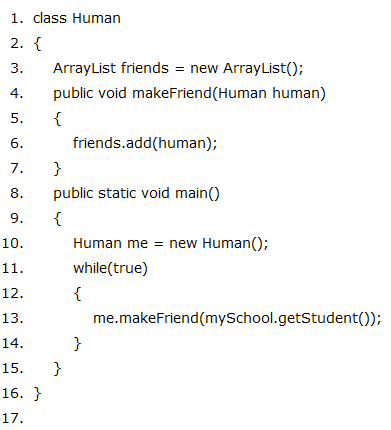 1. class Human
2. {
3. ArrayList friends = new ArrayList();
4. public void makeFriend(Human human)
5. {
6. friends.add(human);
7. }
8. public static void main()
9. {
10. Human me = new Human();
11. while(true)
12. {
13. me.makeFriend(mySchool.getStudent());
14. }
15. }
16. }
17.